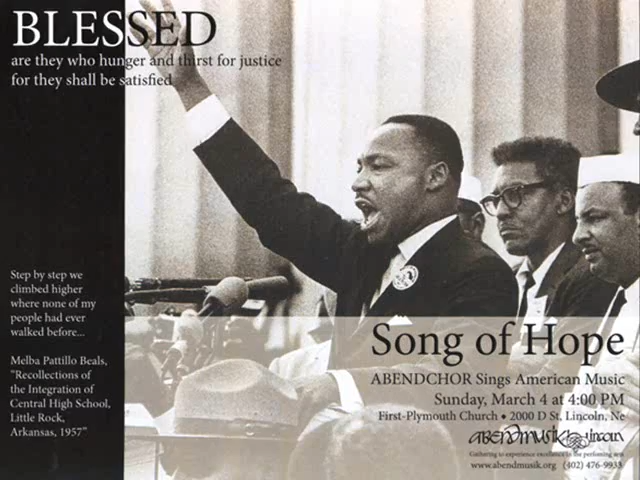 BLESSED
are they who hunger and thirst for justice
for they shall be satisfied
Step by step we
climbed higher
where none of my
people had ever
walked before...
Melba Pattillo Beals,
"Recollections of
the Integration of
Central High School,
Little Rock,
Arkansas, 1957"
Song of Hope
ABENDCHOR Sings American Music
Sunday, March 4 at 4:00 PM
First-Plymouth Church • 2000 D St, Lincoln, Ne
abendmusik lincoln
Gathering to experience excellence in the performing arts
www.abendmusik.org (402) 476-9933